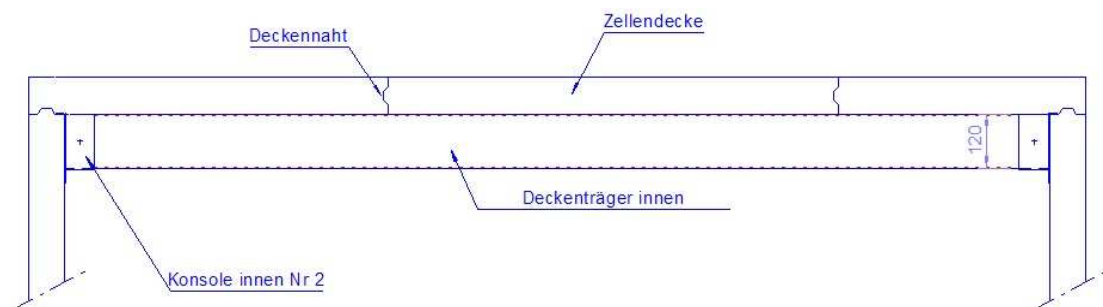 Zellendecke
Deckennaht
120
Deckenträger innen
Konsole innen Nr 2